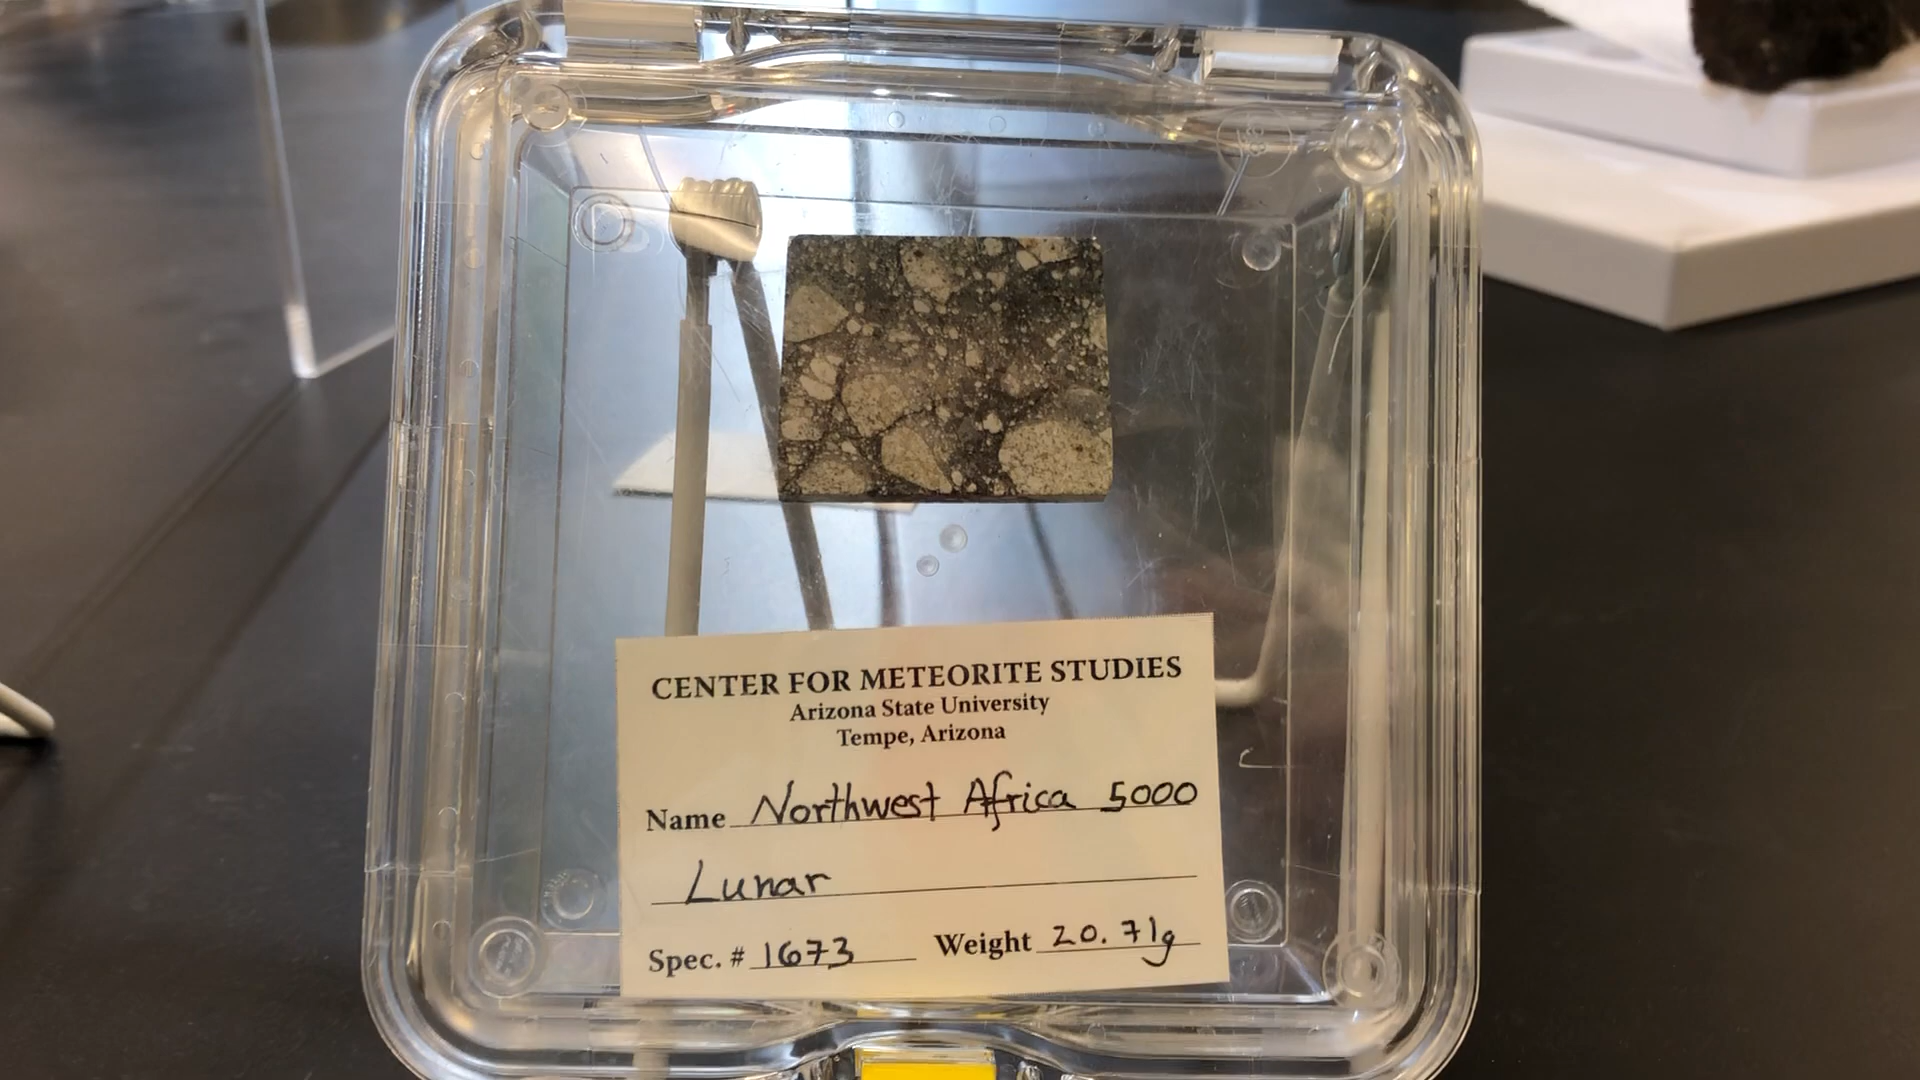 CENTER FOR METEORITE STUDIES
Arizona State University
Tempe, Arizona
Name Northwest Africa 5000
Lunar
Spec. # 1673 Weight 20.71g